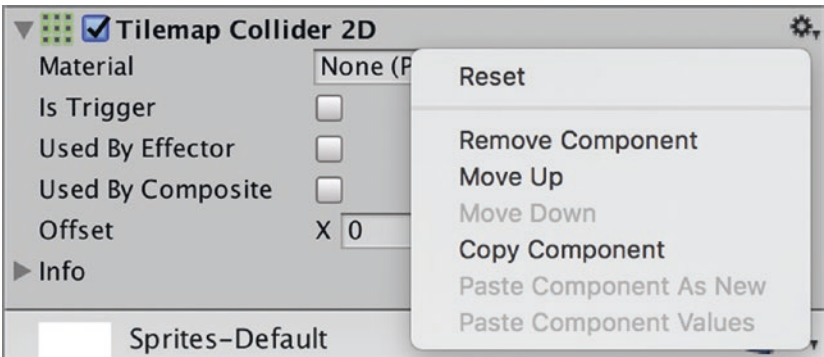 Tilemap Collider 2D
Material None (P
Is Trigger
Used By Effector
Used By Composite
Offset X 0
Info
Sprites-Default
Reset
Remove Component
Move Up
Move Down
Copy Component
Paste Component As New
Paste Component Values